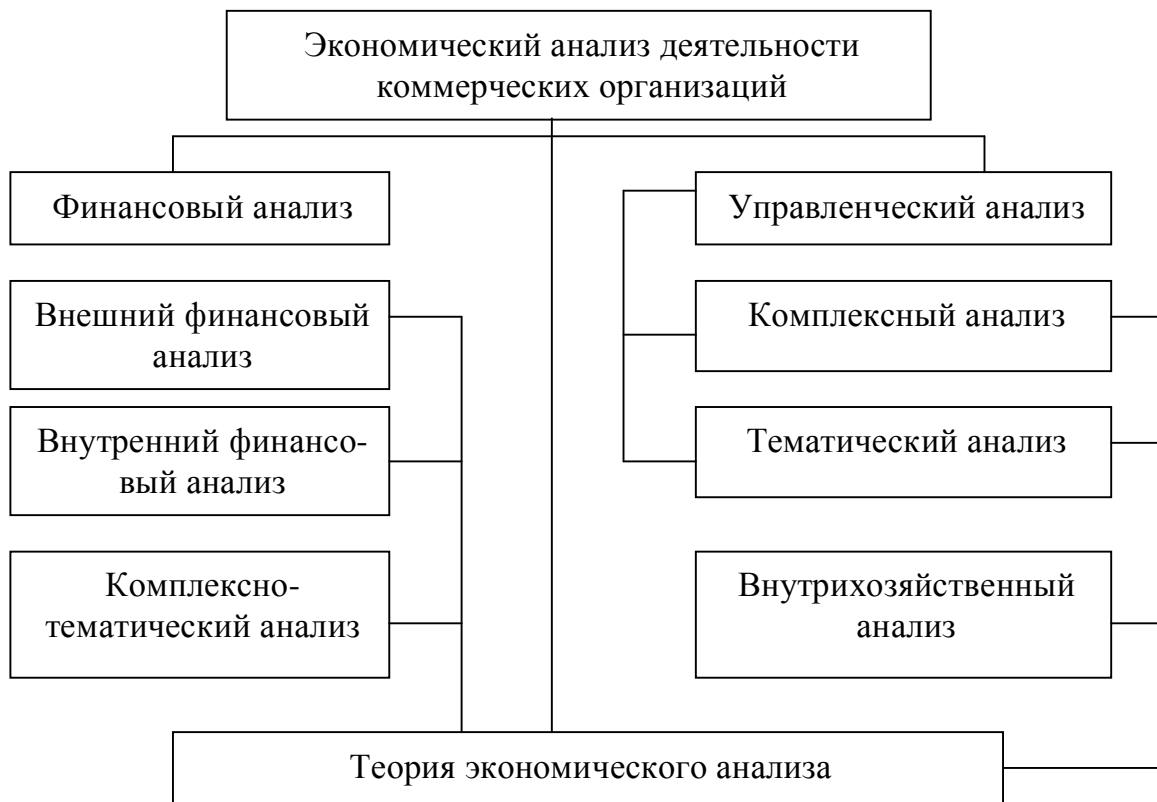 Экономический анализ деятельности
коммерческих организаций
Финансовый анализ
Управленческий анализ
Внешний финансовый
анализ
Комплексный анализ
Внутренний финансо-
вый анализ
Тематический анализ
Комплексно-
тематический анализ
Внутрихозяйственный
анализ
Теория экономического анализа